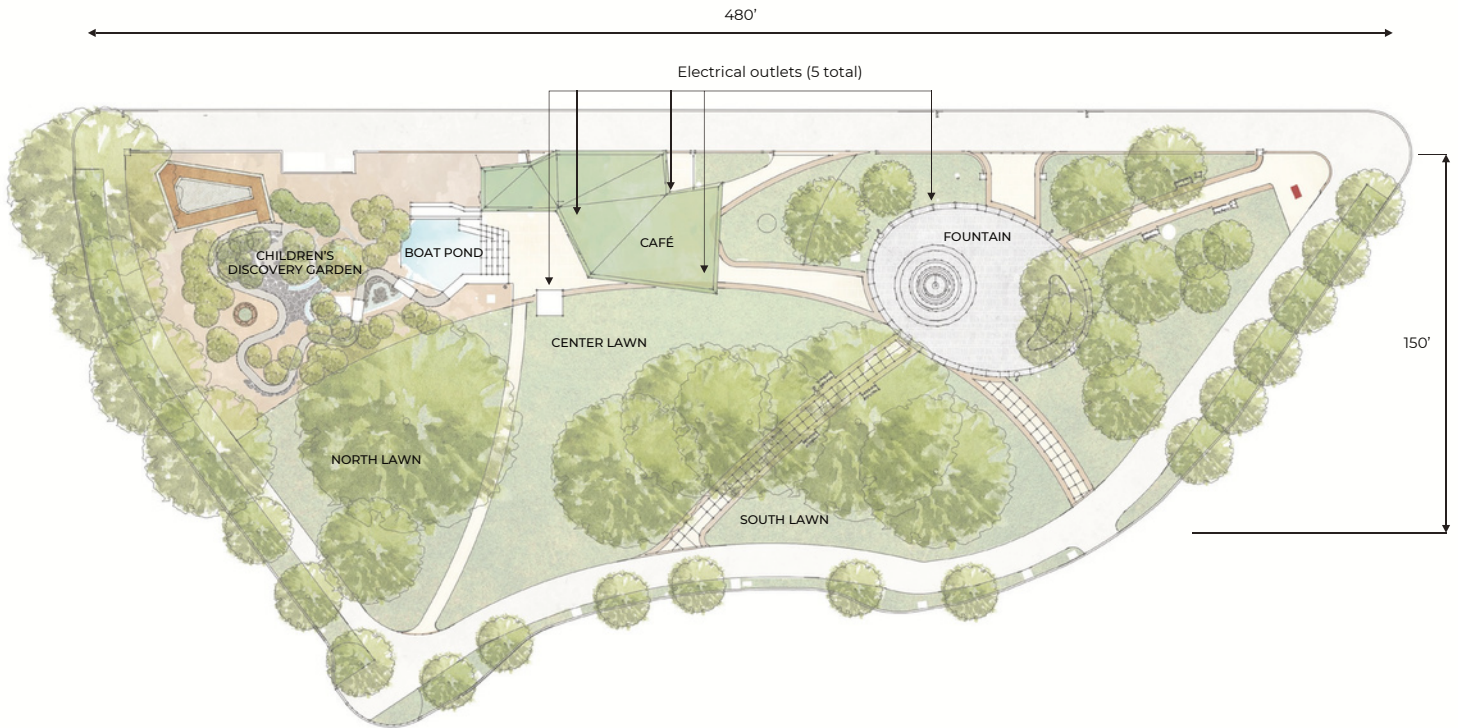 480’
Electrical outlets (5 total)
150’
CHILDREN’S
DISCOVERY GARDEN
BOAT POND
CAFÉ
FOUNTAIN
CENTER LAWN
NORTH LAWN
SOUTH LAWN